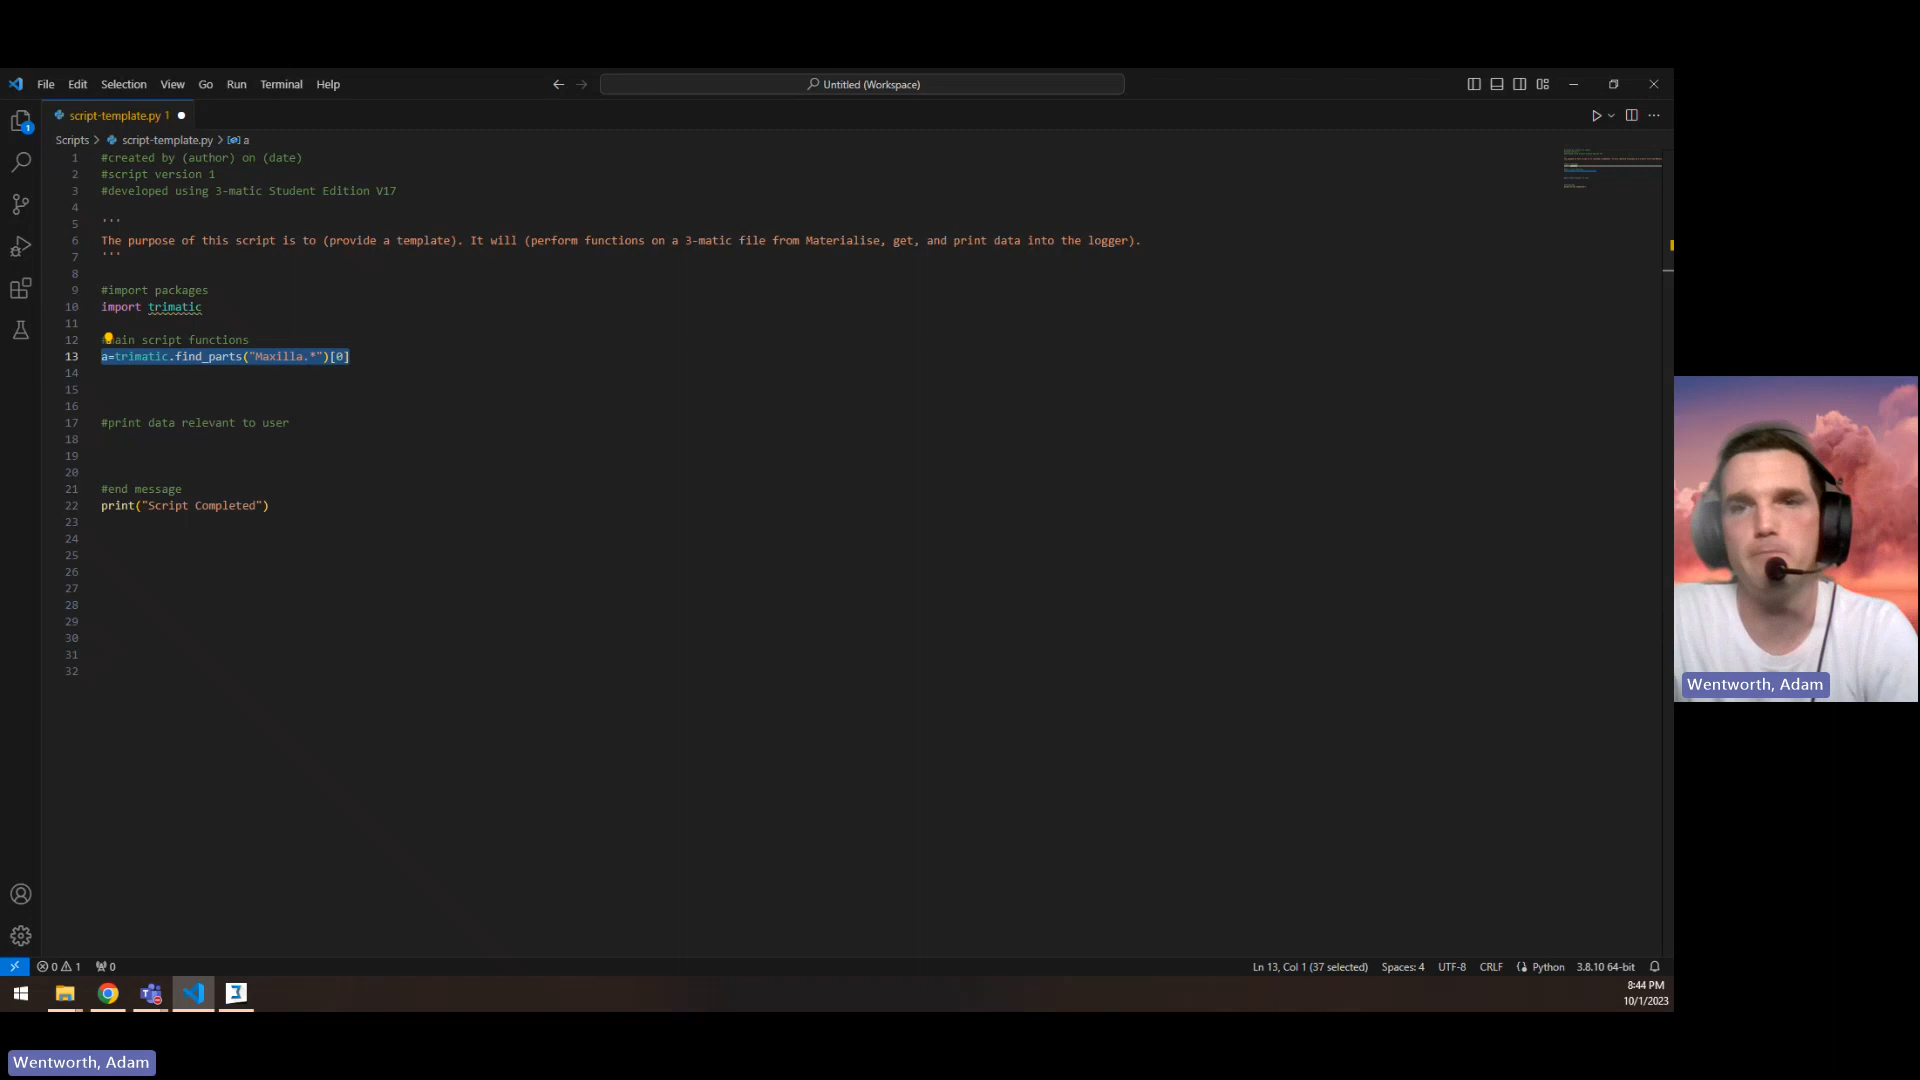 File Edit Selection View Go Run Terminal Help
Untitled (Workspace)
script-template.py 1
Scripts > script-template.py > a
1 #created by (author) on (date)
2 #script version 1
3 #developed using 3-matic Student Edition V17
4
5 '''
6 The purpose of this script is to (provide a template). It will (perform functions on a 3-matic file from Materialise, get, and print data into the logger).
7 '''
8
9 #import packages
10 import trimatic
11
12 main script functions
13 a=trimatic.find_parts("Maxilla.*")[0]
14
15
16
17 #print data relevant to user
18
19
20
21 #end message
22 print("Script Completed")
23
24
25
26
27
28
29
30
31
32
Wentworth, Adam
0 1 0
Ln 13, Col 1 (37 selected) Spaces: 4 UTF-8 CRLF Python 3.8.10 64-bit
8:44 PM
10/1/2023
Wentworth, Adam